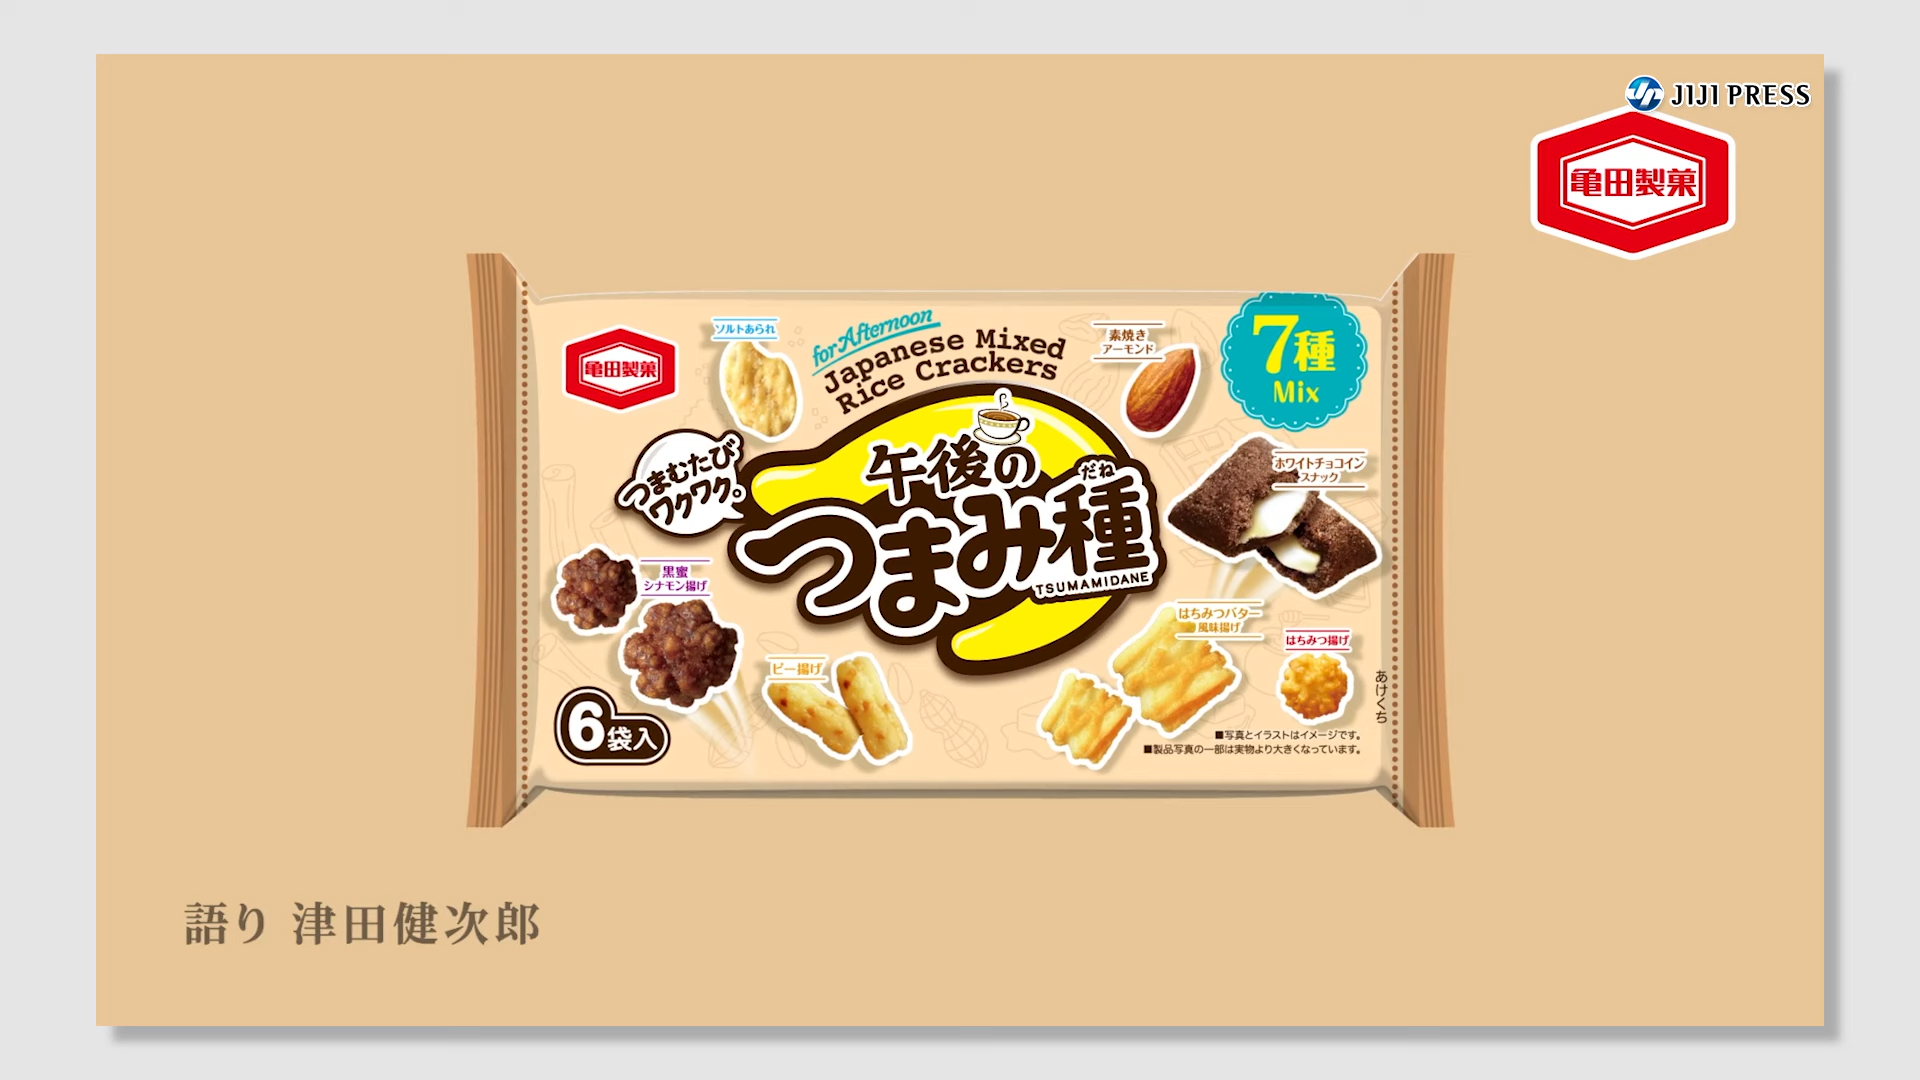 JIJI PRESS
亀田製菓
亀田製菓
ソルトあられ
for Afternoon
Japanese Mixed
Rice Crackers
素焼き
アーモンド
7種
Mix
つまむたび
ワクワク。
午後の
つまみ種
だね
TSUMAMIDANE
ホワイトチョコイン
スナック
黒蜜
シナモン揚げ
ピー揚げ
はちみつバター
風味揚げ
はちみつ揚げ
あけくち
6袋入
■写真とイラストはイメージです。
■製品写真の一部は実物より大きくなっています。
語り 津田健次郎